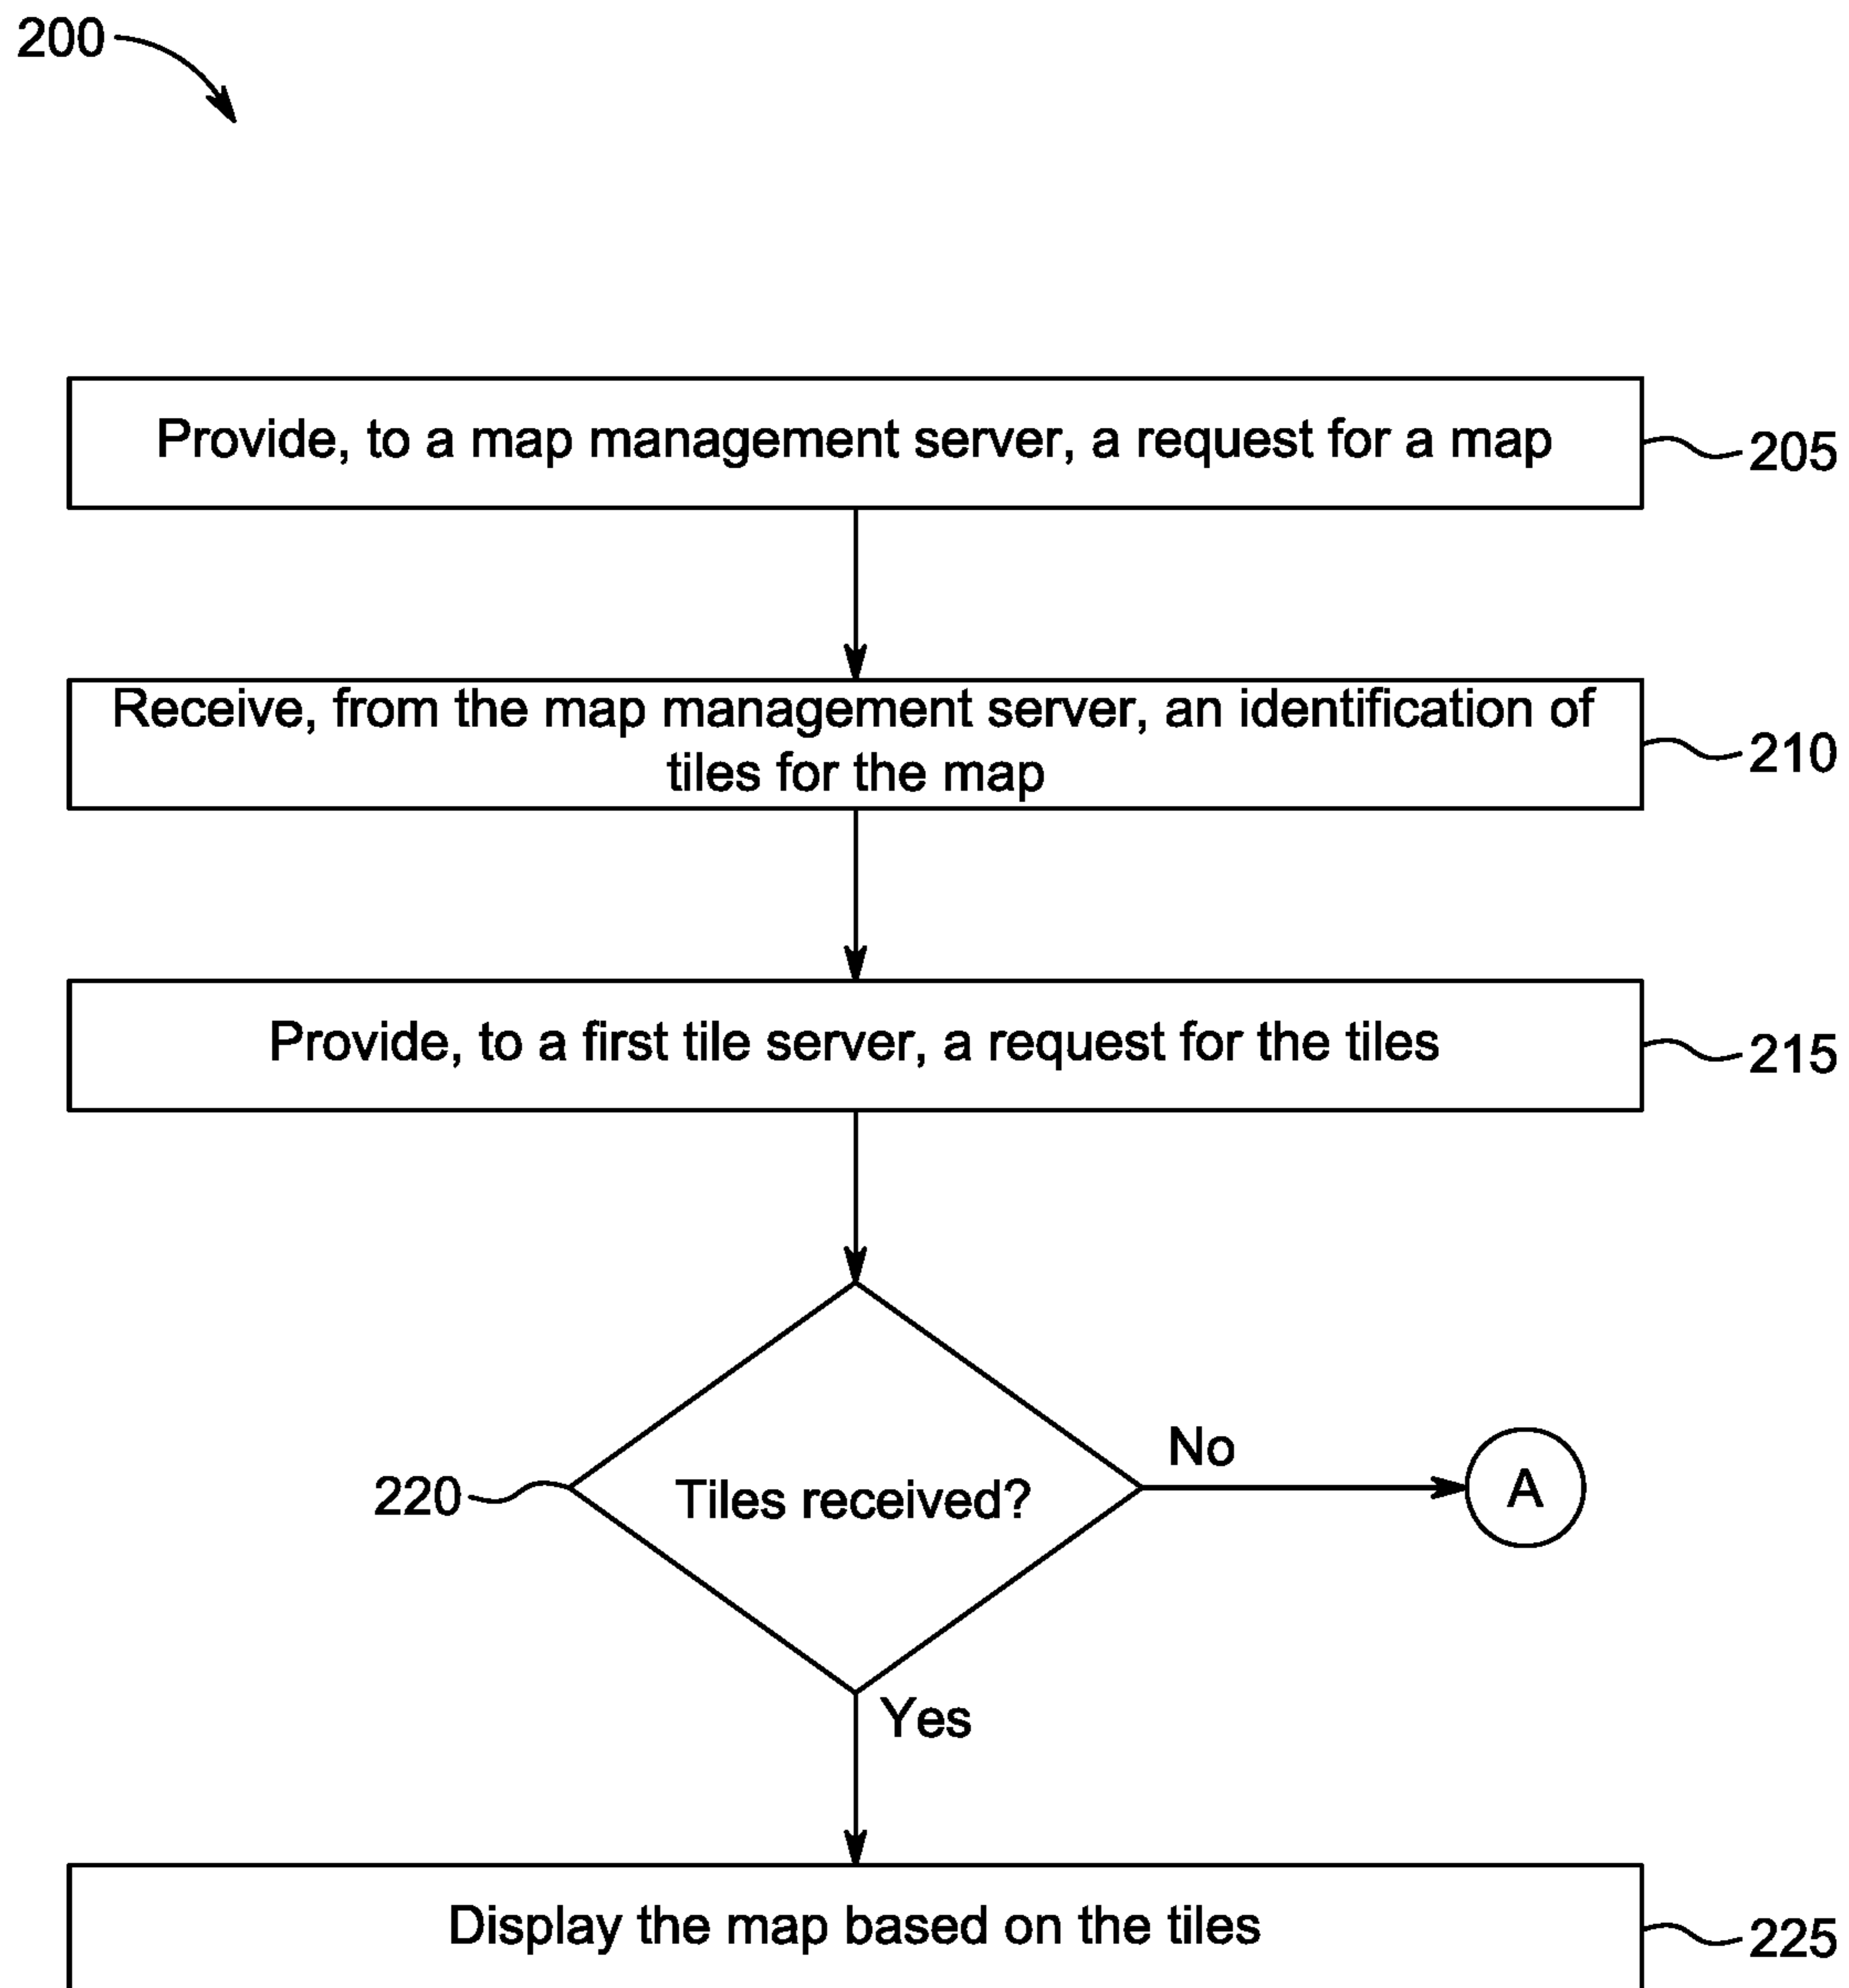 200
Provide, to a map management server, a request for a map
205
Receive, from the map management server, an identification of
tiles for the map
210
Provide, to a first tile server, a request for the tiles
215
No
220
Tiles received?
A
Yes
Display the map based on the tiles
225